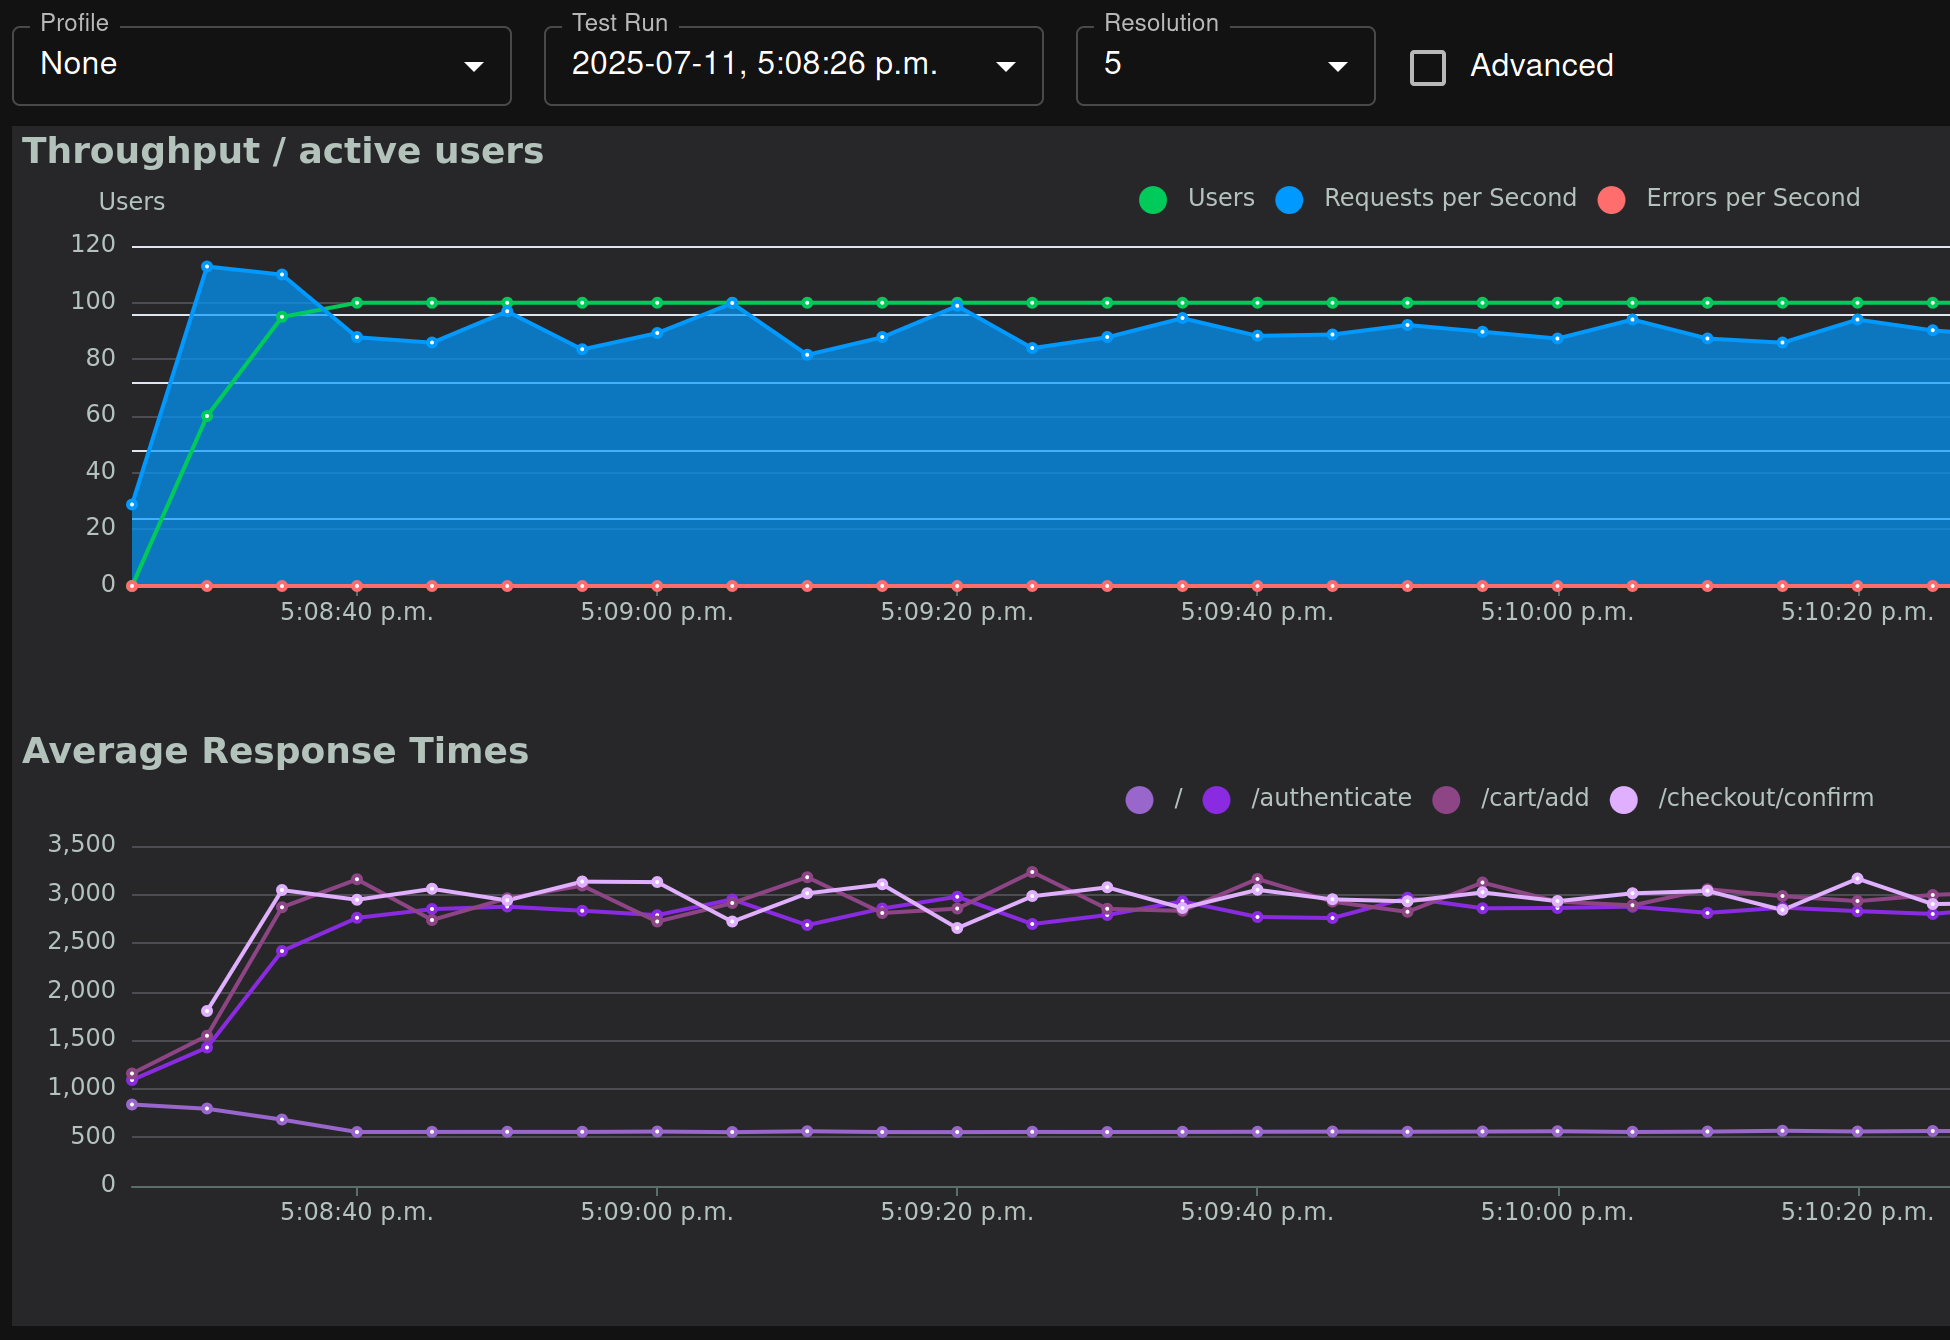 Profile
None
Test Run
2025-07-11, 5:08:26 p.m.
Resolution
5
Advanced
Throughput / active users
Users
Users
Requests per Second
Errors per Second
120
100
80
60
40
20
0
5:08:40 p.m.
5:09:00 p.m.
5:09:20 p.m.
5:09:40 p.m.
5:10:00 p.m.
5:10:20 p.m.
Average Response Times
/
/authenticate
/cart/add
/checkout/confirm
3,500
3,000
2,500
2,000
1,500
1,000
500
0
5:08:40 p.m.
5:09:00 p.m.
5:09:20 p.m.
5:09:40 p.m.
5:10:00 p.m.
5:10:20 p.m.